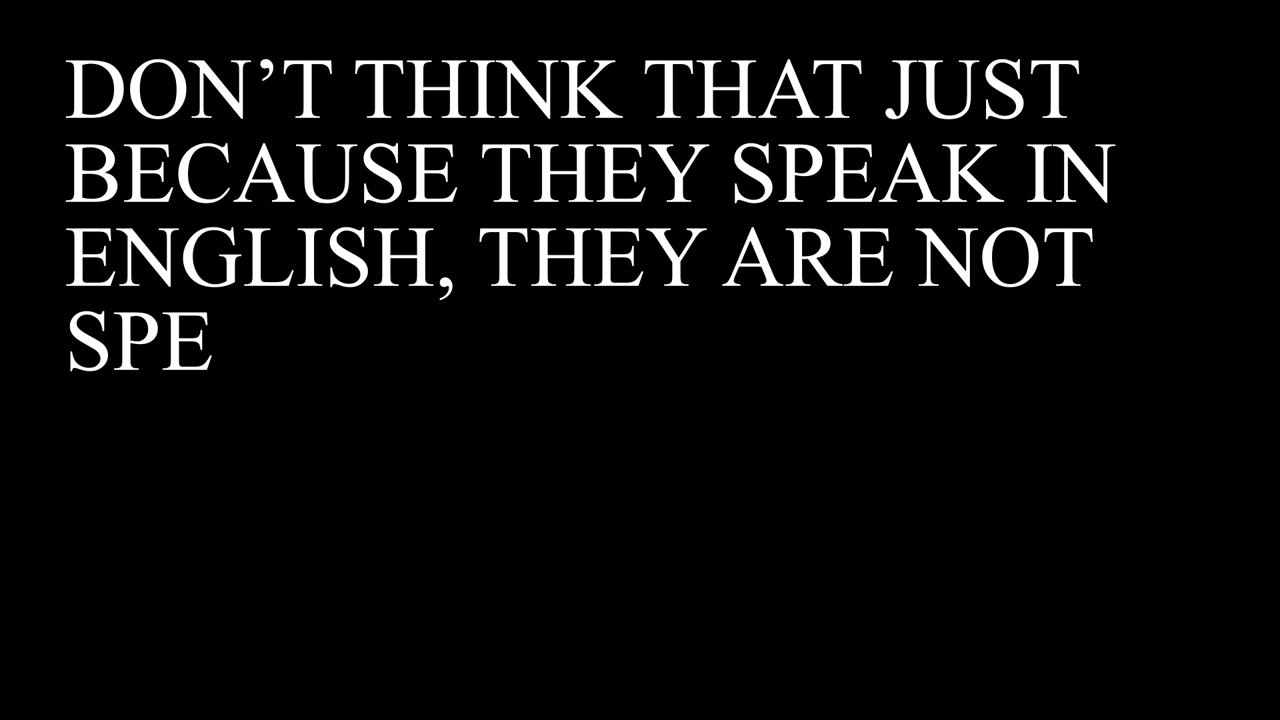 DON’T THINK THAT JUST
BECAUSE THEY SPEAK IN
ENGLISH, THEY ARE NOT
SPE